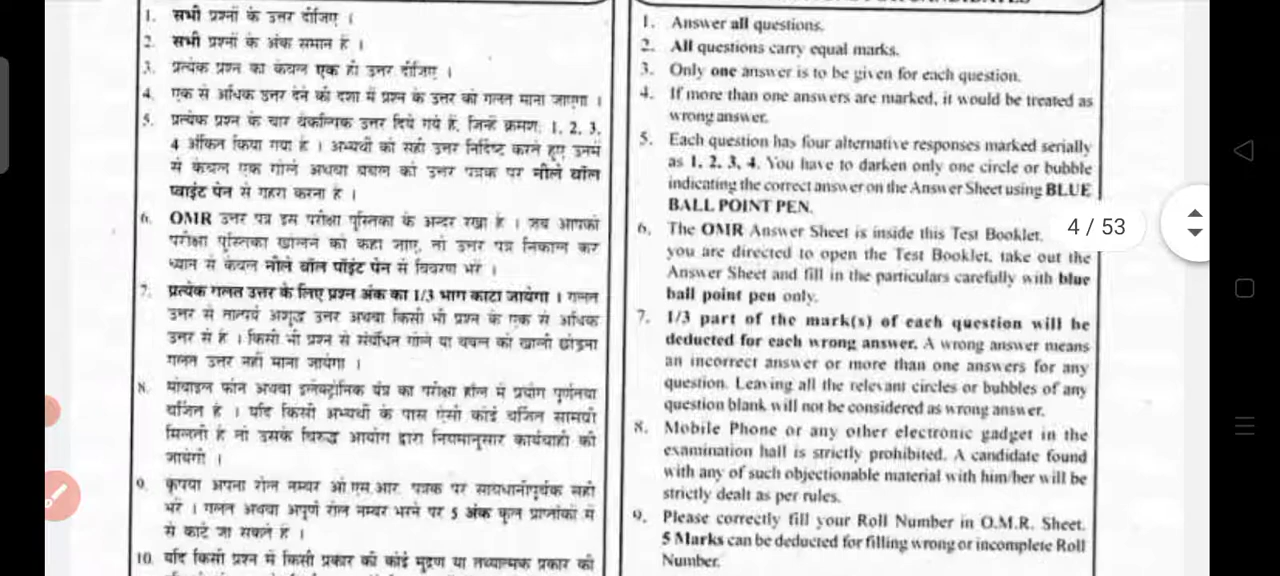 1. सभी प्रश्नों के उत्तर दीजिए ।
2. सभी प्रश्नों के अंक समान हैं ।
3. प्रत्येक प्रश्न का केवल एक ही उत्तर दीजिए ।
4. एक से अधिक उत्तर देने की दशा में प्रश्न के उत्तर को गलत माना जाएगा ।
5. प्रत्येक प्रश्न के चार वैकल्पिक उत्तर दिये गये हैं, जिन्हें क्रमशः 1, 2, 3,
4 अंकित किया गया है । अभ्यर्थी को सही उत्तर निर्दिष्ट करते हुए उनमें
से केवल एक गोले अथवा बबल को उत्तर पत्रक पर नीले बॉल
प्वाइंट पेन से गहरा करना है ।
6. OMR उत्तर पत्र इस परीक्षा पुस्तिका के अन्दर रखा है । जब आपको
परीक्षा पुस्तिका खोलने को कहा जाए, तो उत्तर पत्र निकाल कर
ध्यान से केवल नीले बॉल पॉइंट पेन से विवरण भरें ।
7. प्रत्येक गलत उत्तर के लिए प्रश्न अंक का 1/3 भाग काटा जायेगा । गलत
उत्तर से तात्पर्य अशुद्ध उत्तर अथवा किसी भी प्रश्न के एक से अधिक
उत्तर से है । किसी भी प्रश्न से संबंधित गोले या बबल को खाली छोड़ना
गलत उत्तर नहीं माना जायेगा ।
8. मोबाइल फोन अथवा इलेक्ट्रोनिक यंत्र का परीक्षा हॉल में प्रयोग पूर्णतया
वर्जित है । यदि किसी अभ्यर्थी के पास ऐसी कोई वर्जित सामग्री
मिलती है तो उसके विरुद्ध आयोग द्वारा नियमानुसार कार्यवाही की
जायेगी ।
9. कृपया अपना रोल नम्बर ओ.एम.आर. पत्रक पर सावधानीपूर्वक सही
भरें । गलत अथवा अपूर्ण रोल नम्बर भरने पर 5 अंक कुल प्राप्तांकों में
से काटे जा सकते हैं ।
10. यदि किसी प्रश्न में किसी प्रकार की कोई मुद्रण या तथ्यात्मक प्रकार की
1. Answer all questions.
2. All questions carry equal marks.
3. Only one answer is to be given for each question.
4. If more than one answers are marked, it would be treated as
wrong answer.
5. Each question has four alternative responses marked serially
as 1, 2, 3, 4. You have to darken only one circle or bubble
indicating the correct answer on the Answer Sheet using BLUE
BALL POINT PEN.
6. The OMR Answer Sheet is inside this Test Booklet.
you are directed to open the Test Booklet, take out the
Answer Sheet and fill in the particulars carefully with blue
ball point pen only.
7. 1/3 part of the mark(s) of each question will be
deducted for each wrong answer. A wrong answer means
an incorrect answer or more than one answers for any
question. Leaving all the relevant circles or bubbles of any
question blank will not be considered as wrong answer.
8. Mobile Phone or any other electronic gadget in the
examination hall is strictly prohibited. A candidate found
with any of such objectionable material with him/her will be
strictly dealt as per rules.
9. Please correctly fill your Roll Number in O.M.R. Sheet.
5 Marks can be deducted for filling wrong or incomplete Roll
Number.
4 / 53